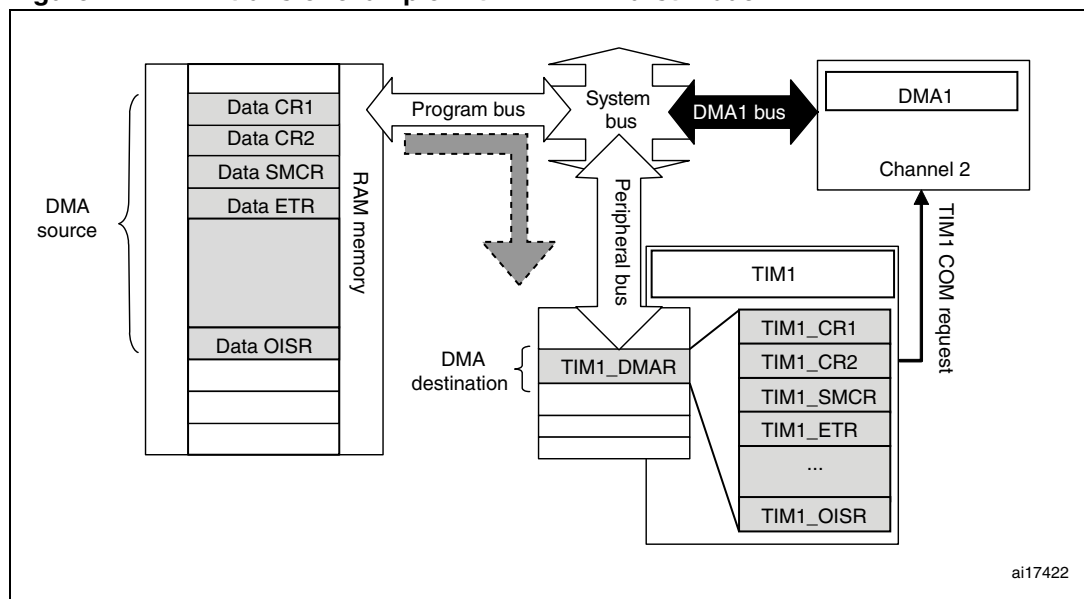 Data CR1
Data CR2
Data SMCR
Data ETR
Data OISR
RAM memory
DMA
source
Program bus
System
bus
DMA1 bus
DMA1
Channel 2
TIM1 COM request
Peripheral bus
DMA
destination
TIM1_DMAR
TIM1
TIM1_CR1
TIM1_CR2
TIM1_SMCR
TIM1_ETR
...
TIM1_OISR
ai17422